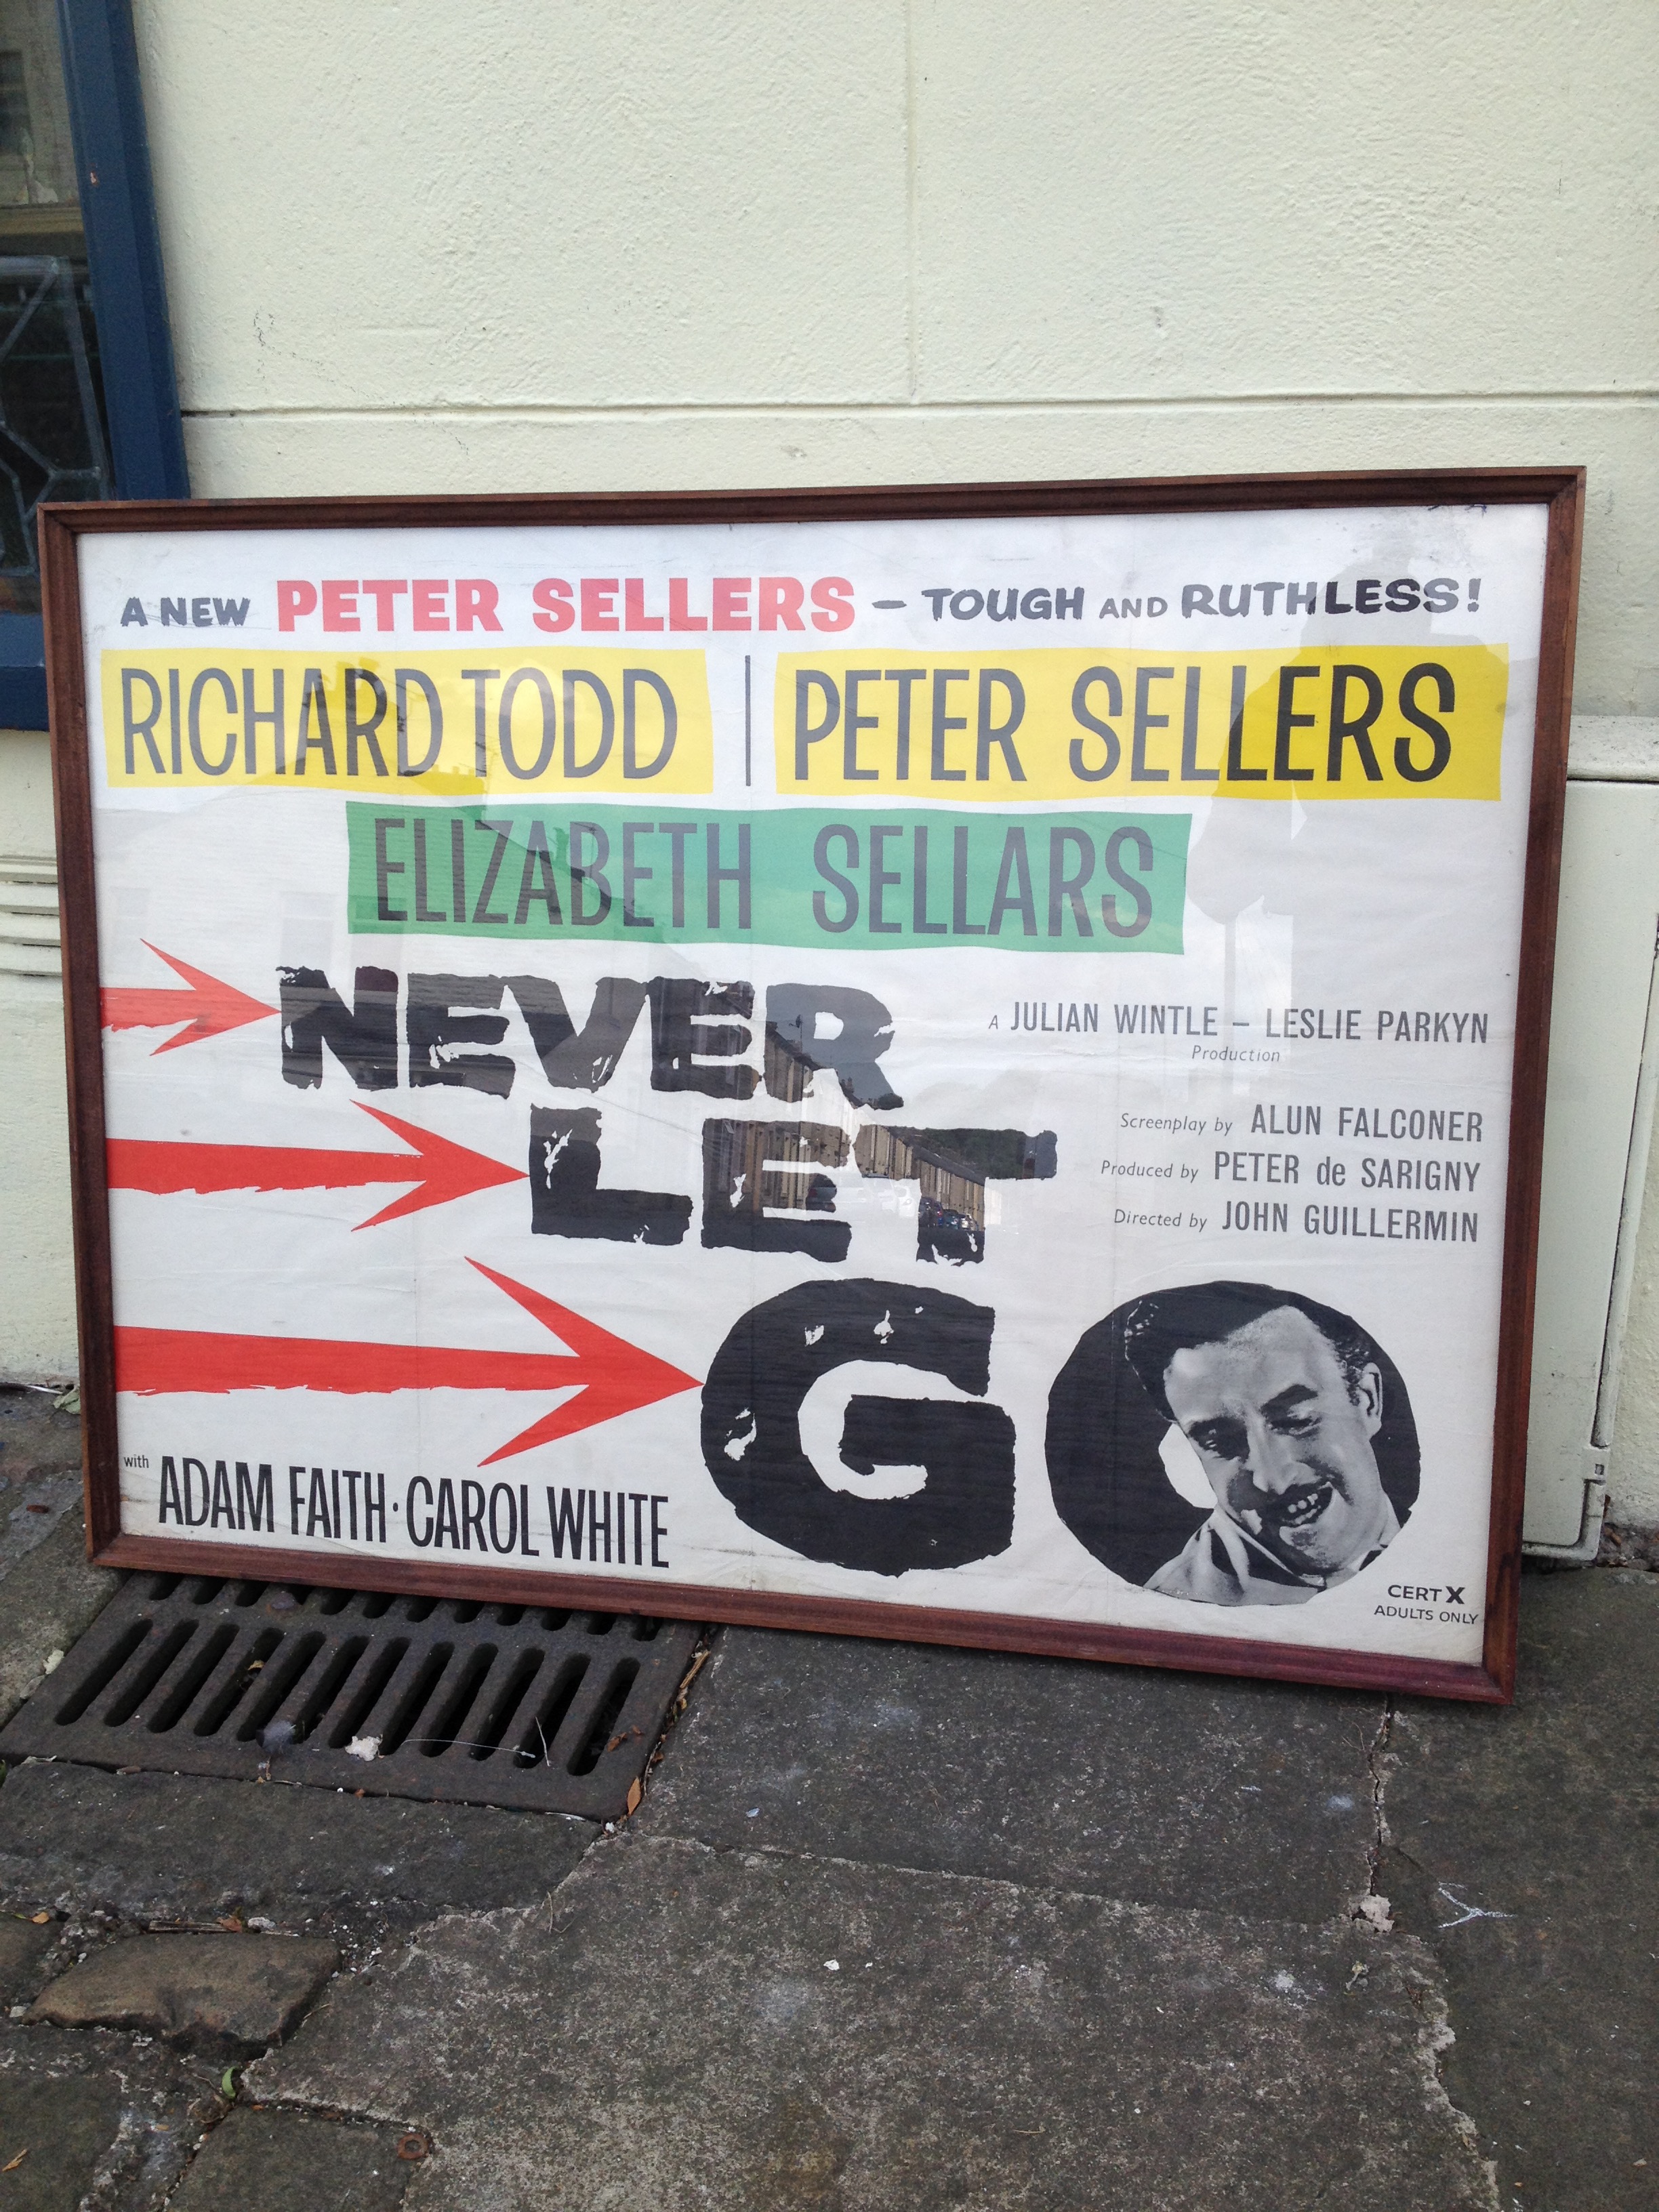 A NEW PETER SELLERS – TOUGH AND RUTHLESS!
RICHARD TODD | PETER SELLERS
ELIZABETH SELLARS
NEVER
LET
GO
A JULIAN WINTLE – LESLIE PARKYN
Production
Screenplay by ALUN FALCONER
Produced by PETER de SARIGNY
Directed by JOHN GUILLERMIN
with ADAM FAITH · CAROL WHITE
CERT X
ADULTS ONLY